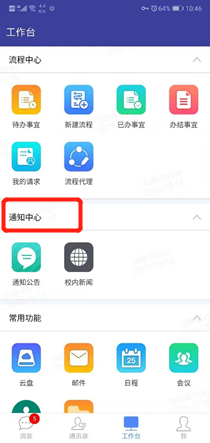 64% 10:46
工作台
流程中心
待办事宜 新建流程 已办事宜 办结事宜
我的请求 流程代理
通知中心
通知公告 校内新闻
常用功能
25
云盘 邮件 日程 会议
5
消息 通讯录 工作台 我